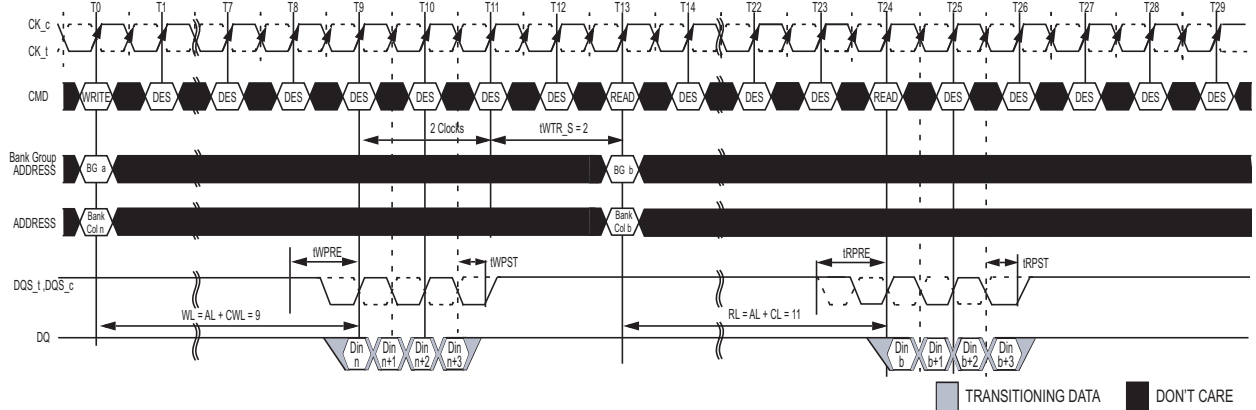 T0 T1 T7 T8 T9 T10 T11 T12 T13 T14 T22 T23 T24 T25 T26 T27 T28 T29
CK_c
CK_t
CMD WRITE DES DES DES DES DES DES DES READ DES DES DES READ DES DES DES DES DES
2 Clocks tWTR_S = 2
Bank Group
ADDRESS BG a BG b
ADDRESS Bank
Col n Bank
Col b
tWPRE tWPST tRPRE tRPST
DQS_t ,DQS_c
WL = AL + CWL = 9 RL = AL + CL = 11
DQ Din
n Din
n+1 Din
n+2 Din
n+3 Din
b Din
b+1 Din
b+2 Din
b+3
TRANSITIONING DATA DON'T CARE